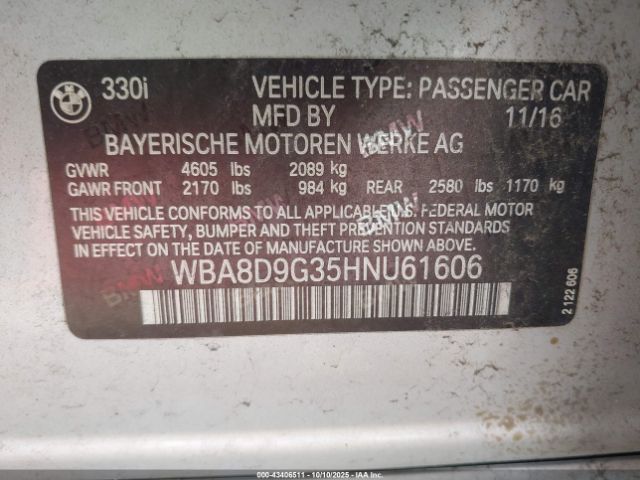 BMW 330i VEHICLE TYPE: PASSENGER CAR
MFD BY 11/16
BAYERISCHE MOTOREN WERKE AG
GVWR 4605 lbs 2089 kg
GAWR FRONT 2170 lbs 984 kg REAR 2580 lbs 1170 kg
THIS VEHICLE CONFORMS TO ALL APPLICABLE U.S. FEDERAL MOTOR
VEHICLE SAFETY, BUMPER AND THEFT PREVENTION STANDARDS
IN EFFECT ON THE DATE OF MANUFACTURE SHOWN ABOVE.
WBA8D9G35HNU61606
2 122 606
© 43406511 - 10/10/2025 - IAA Holdings, LLC